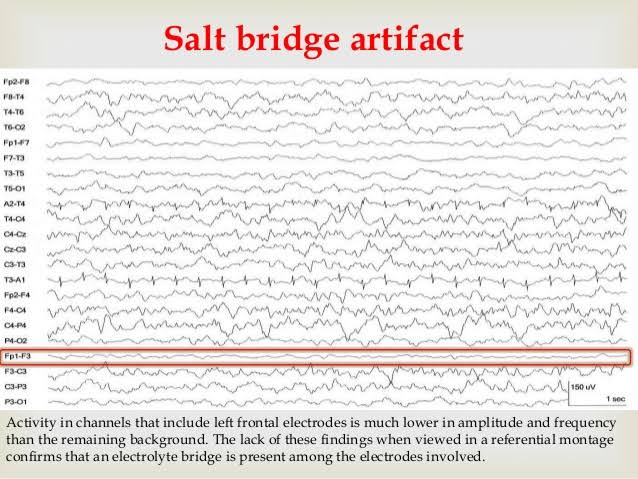 Salt bridge artifact
Fp2-F8
F8-T4
T4-T6
T6-O2
Fp1-F7
F7-T3
T3-T5
T5-O1
A2-T4
T4-C4
C4-Cz
Cz-C3
C3-T3
T3-A1
Fp2-F4
F4-C4
C4-P4
P4-O2
Fp1-F3
F3-C3
C3-P3
P3-O1
150 uV
1 sec
Activity in channels that include left frontal electrodes is much lower in amplitude and frequency
than the remaining background. The lack of these findings when viewed in a referential montage
confirms that an electrolyte bridge is present among the electrodes involved.